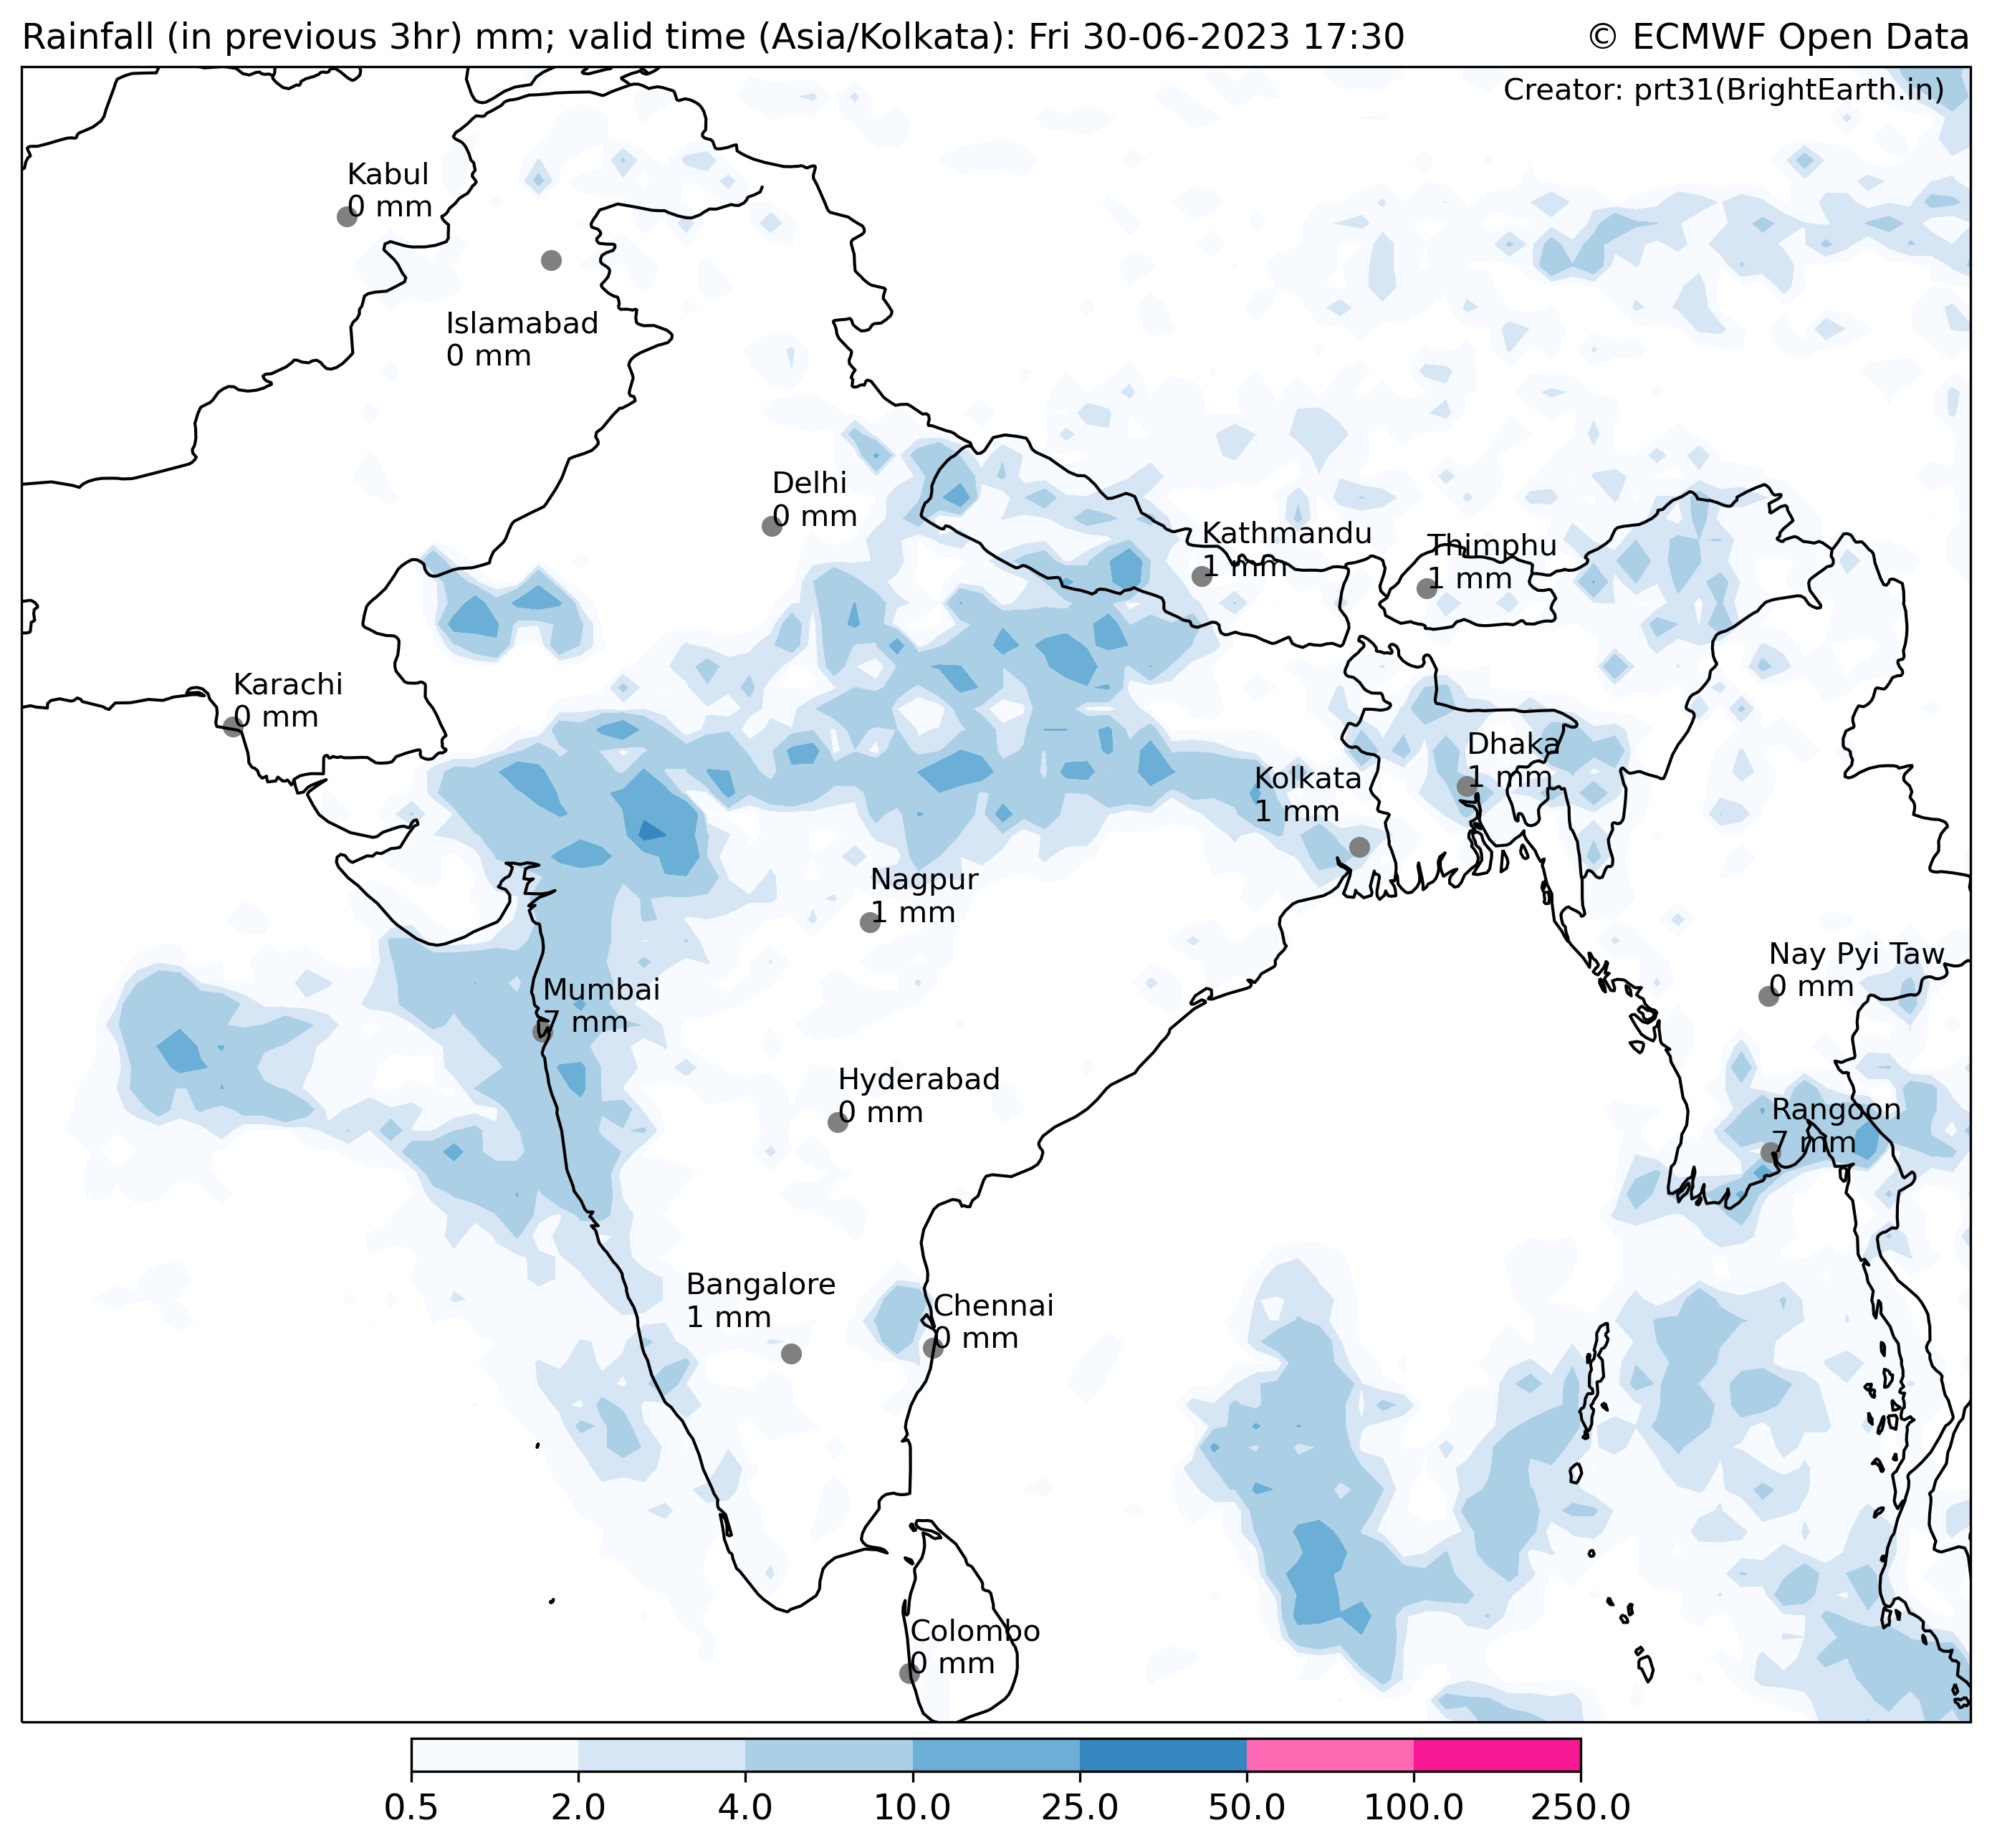 Rainfall (in previous 3hr) mm; valid time (Asia/Kolkata): Fri 30-06-2023 17:30
© ECMWF Open Data
Creator: prt31(BrightEarth.in)
Kabul
0 mm
Islamabad
0 mm
Delhi
0 mm
Kathmandu
1 mm
Thimphu
1 mm
Karachi
0 mm
Dhaka
1 mm
Kolkata
1 mm
Nagpur
1 mm
Nay Pyi Taw
0 mm
Mumbai
7 mm
Hyderabad
0 mm
Rangoon
7 mm
Bangalore
1 mm
Chennai
0 mm
Colombo
0 mm
0.5 2.0 4.0 10.0 25.0 50.0 100.0 250.0